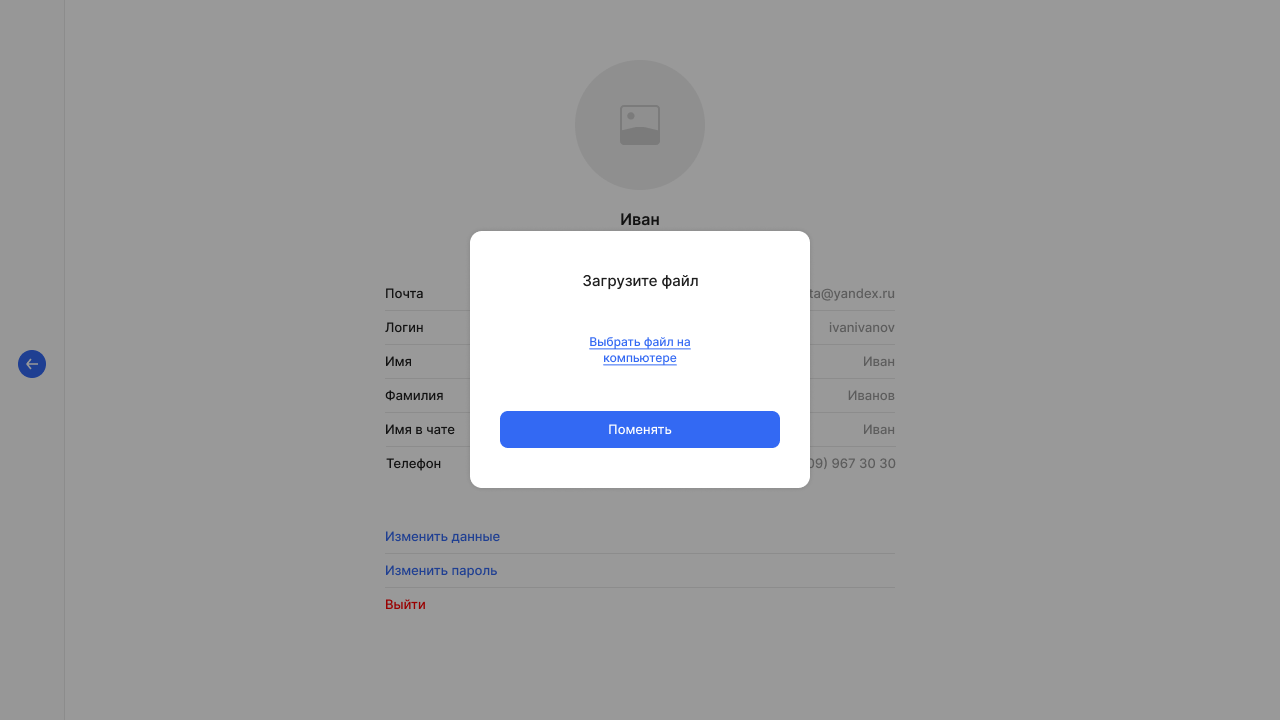 Иван
Загрузите файл
Почта
ta@yandex.ru
Логин
ivanivanov
Выбрать файл на
компьютере
Имя
Иван
Фамилия
Иванов
Имя в чате
Поменять
Иван
Телефон
09) 967 30 30
Изменить данные
Изменить пароль
Выйти